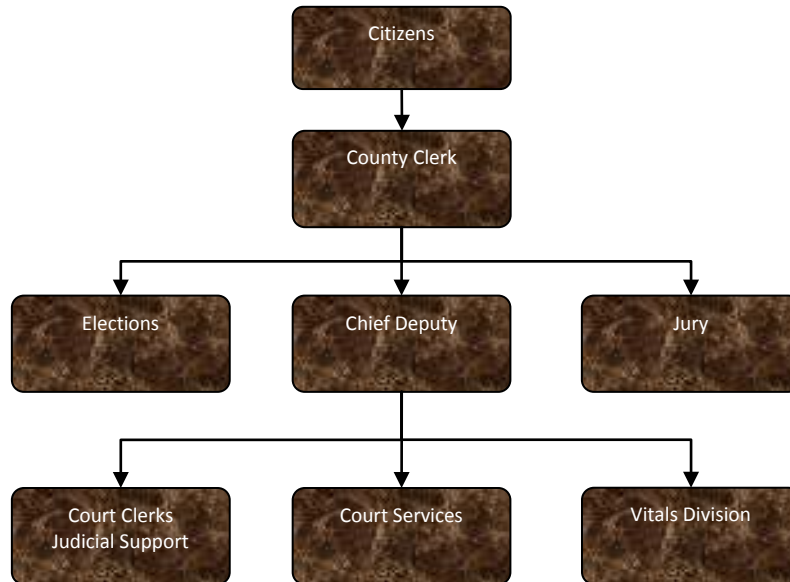 Citizens
County Clerk
Elections
Chief Deputy
Jury
Court Clerks
Judicial Support
Court Services
Vitals Division